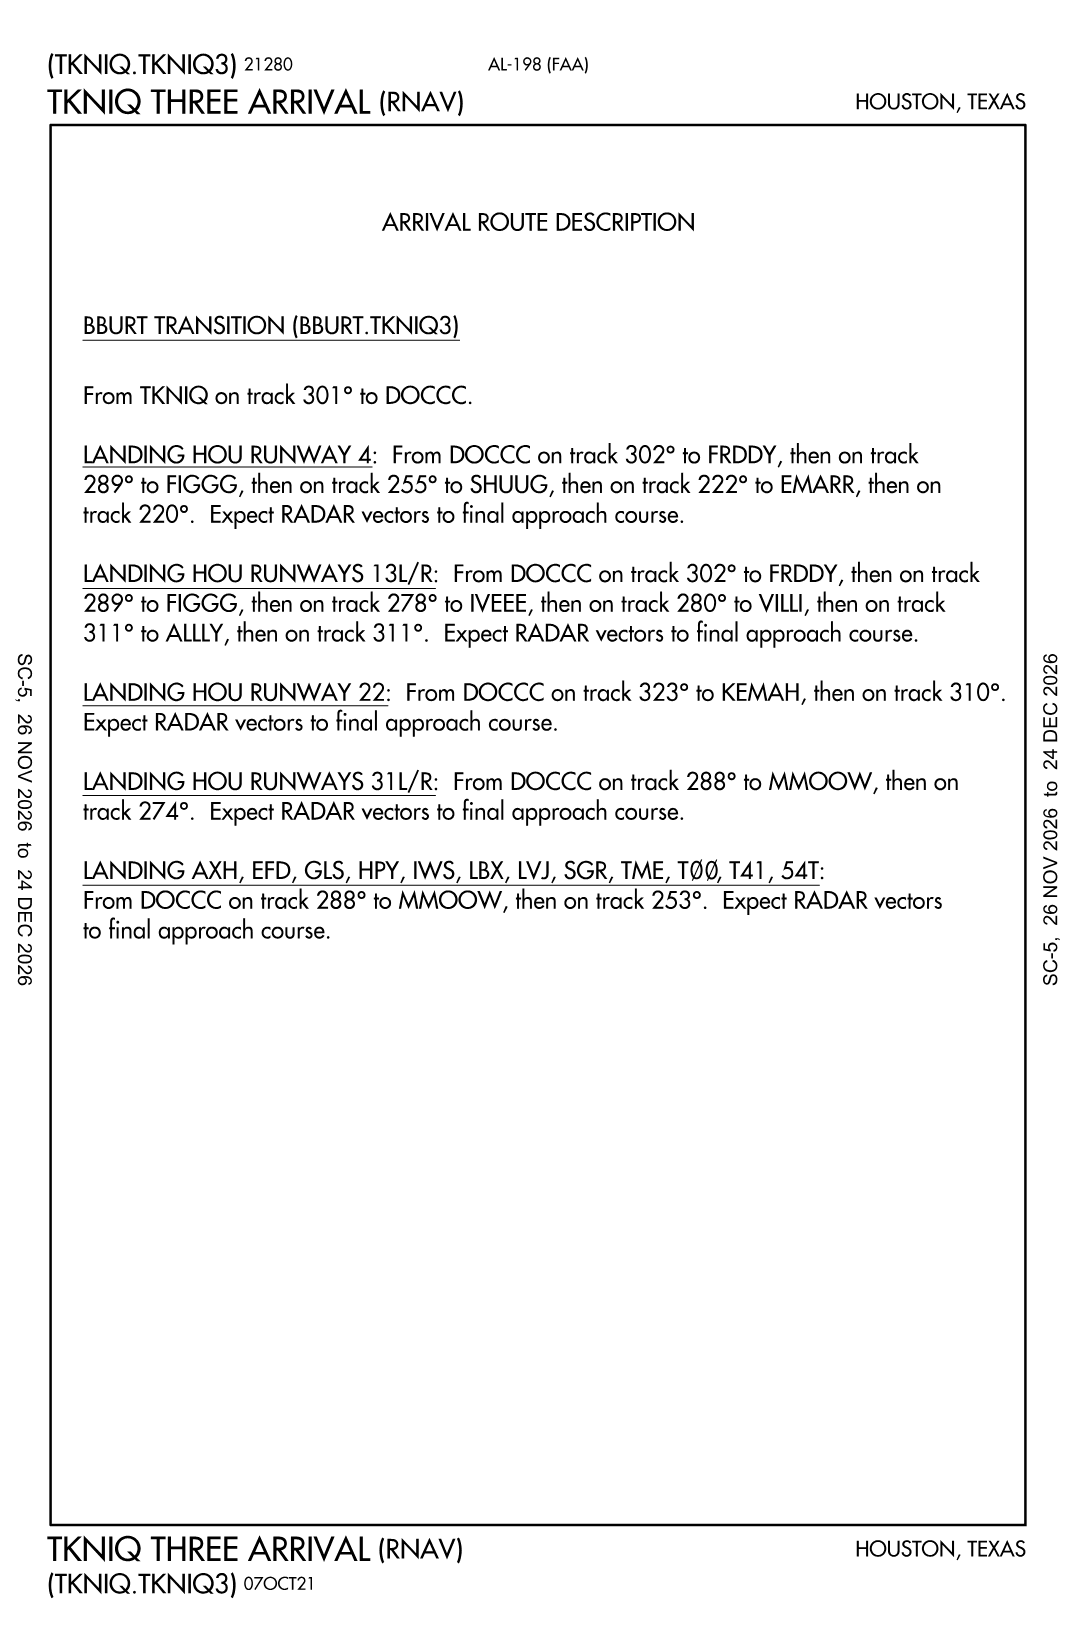 (TKNIQ.TKNIQ3) 21280
AL-198 (FAA)
TKNIQ THREE ARRIVAL (RNAV)
HOUSTON, TEXAS
ARRIVAL ROUTE DESCRIPTION
BBURT TRANSITION (BBURT.TKNIQ3)
From TKNIQ on track 301° to DOCCC.
LANDING HOU RUNWAY 4: From DOCCC on track 302° to FRDDY, then on track
289° to FIGGG, then on track 255° to SHUUG, then on track 222° to EMARR, then on
track 220°. Expect RADAR vectors to final approach course.
LANDING HOU RUNWAYS 13L/R: From DOCCC on track 302° to FRDDY, then on track
289° to FIGGG, then on track 278° to IVEEE, then on track 280° to VILLI, then on track
311° to ALLLY, then on track 311°. Expect RADAR vectors to final approach course.
LANDING HOU RUNWAY 22: From DOCCC on track 323° to KEMAH, then on track 310°.
Expect RADAR vectors to final approach course.
LANDING HOU RUNWAYS 31L/R: From DOCCC on track 288° to MMOOW, then on
track 274°. Expect RADAR vectors to final approach course.
LANDING AXH, EFD, GLS, HPY, IWS, LBX, LVJ, SGR, TME, TØØ, T41, 54T:
From DOCCC on track 288° to MMOOW, then on track 253°. Expect RADAR vectors
to final approach course.
SC-5, 26 NOV 2026 to 24 DEC 2026
SC-5, 26 NOV 2026 to 24 DEC 2026
TKNIQ THREE ARRIVAL (RNAV)
HOUSTON, TEXAS
(TKNIQ.TKNIQ3) 07OCT21